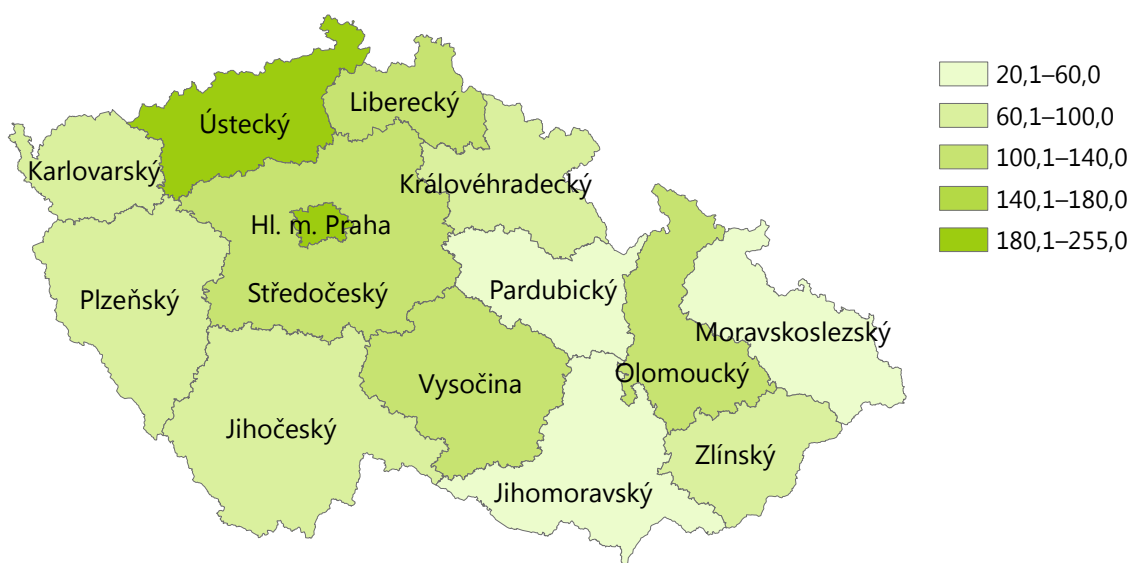 Ústecký
Liberecký
Karlovarský
Královéhradecký
Hl. m. Praha
Plzeňský
Středočeský
Pardubický
Moravskoslezský
Vysočina
Olomoucký
Jihočeský
Zlínský
Jihomoravský
20,1–60,0
60,1–100,0
100,1–140,0
140,1–180,0
180,1–255,0